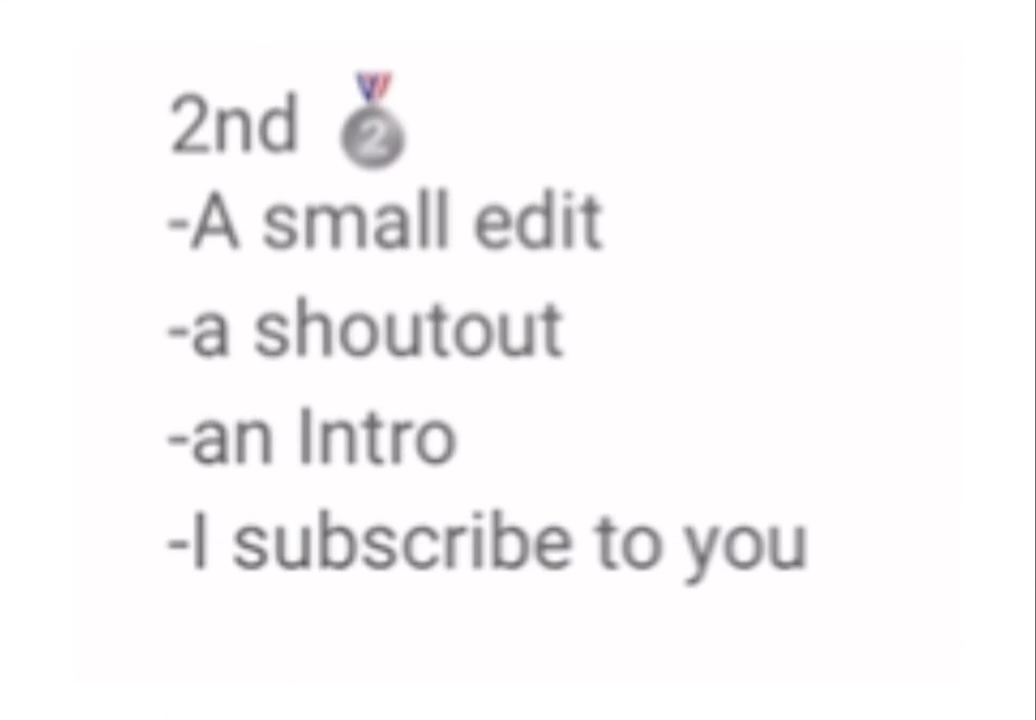 2nd 🥈
-A small edit
-a shoutout
-an Intro
-I subscribe to you